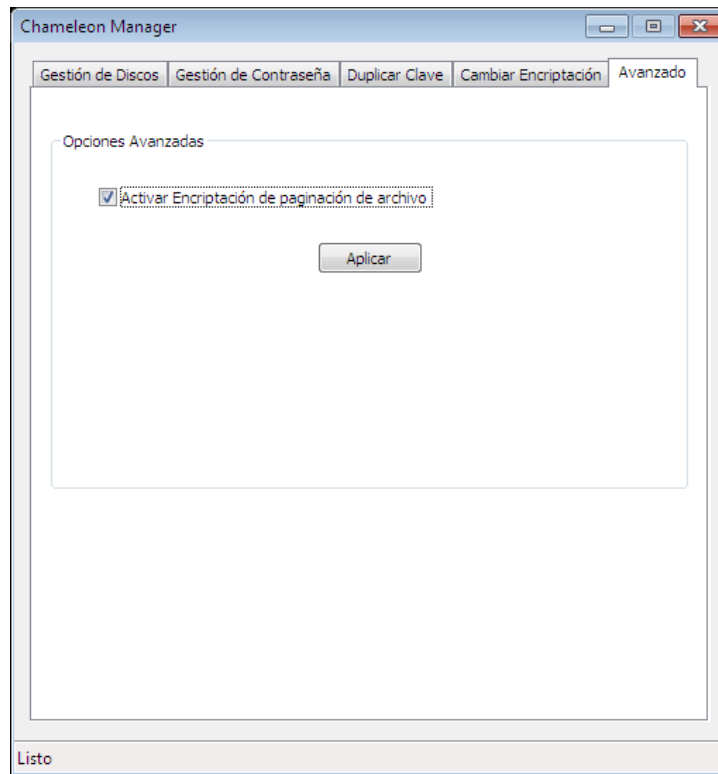 Chameleon Manager
Gestión de Discos Gestión de Contraseña Duplicar Clave Cambiar Encriptación Avanzado
Opciones Avanzadas
Activar Encriptación de paginación de archivo
Aplicar
Listo